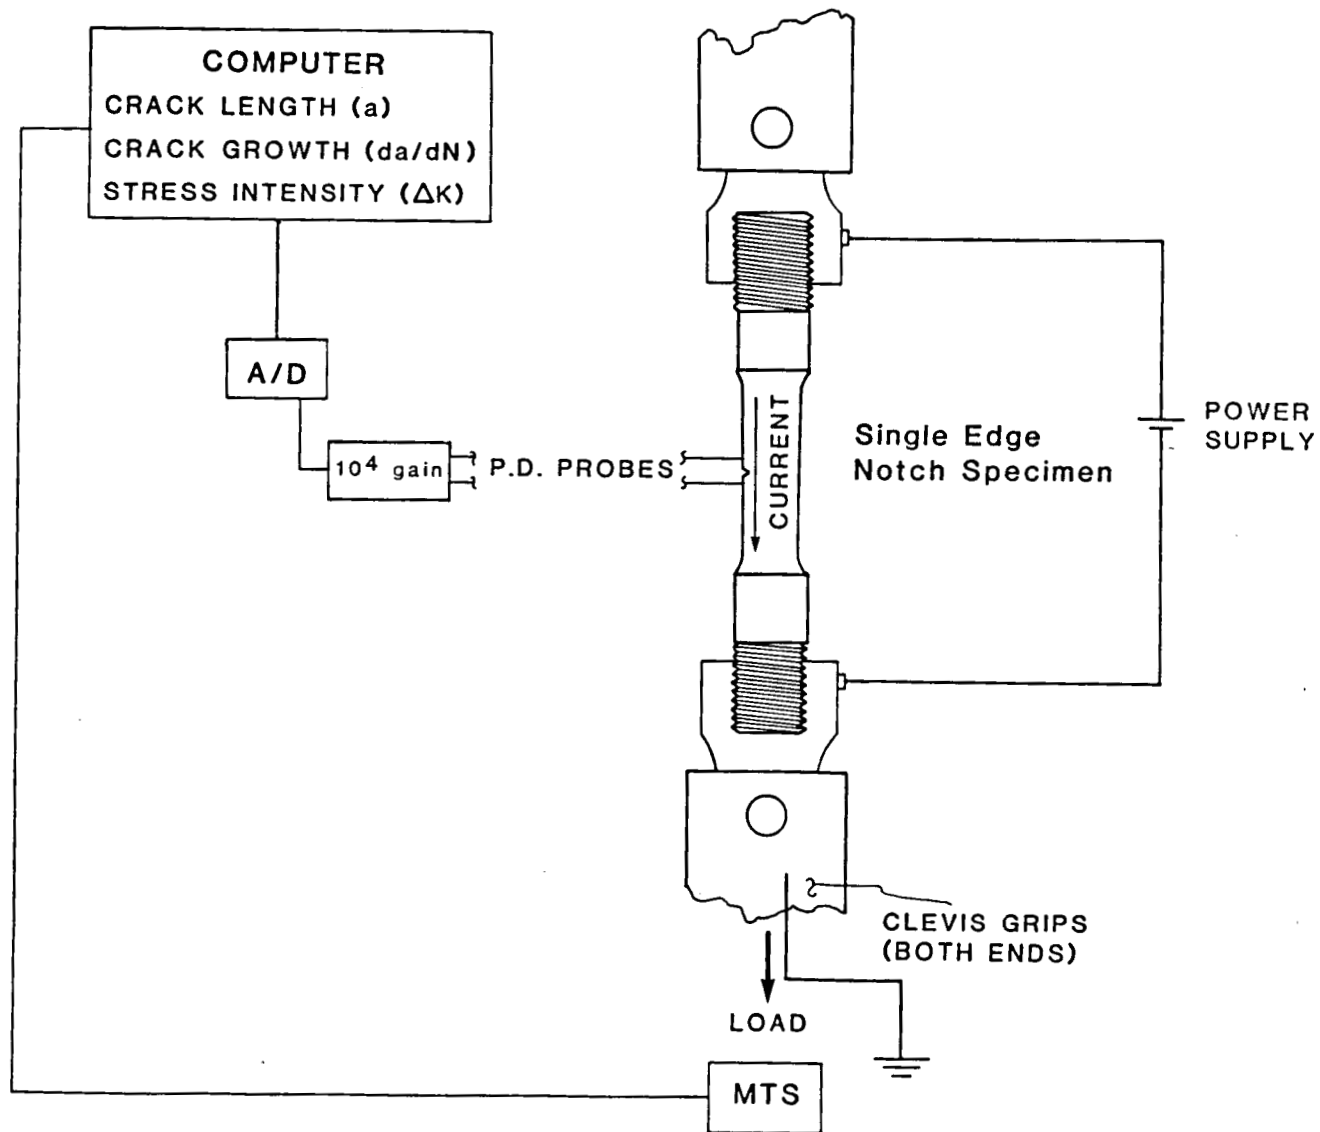 COMPUTER
CRACK LENGTH (a)
CRACK GROWTH (da/dN)
STRESS INTENSITY (ΔK)
A/D
10⁴ gain
P.D. PROBES
CURRENT
Single Edge
Notch Specimen
POWER
SUPPLY
CLEVIS GRIPS
(BOTH ENDS)
LOAD
MTS